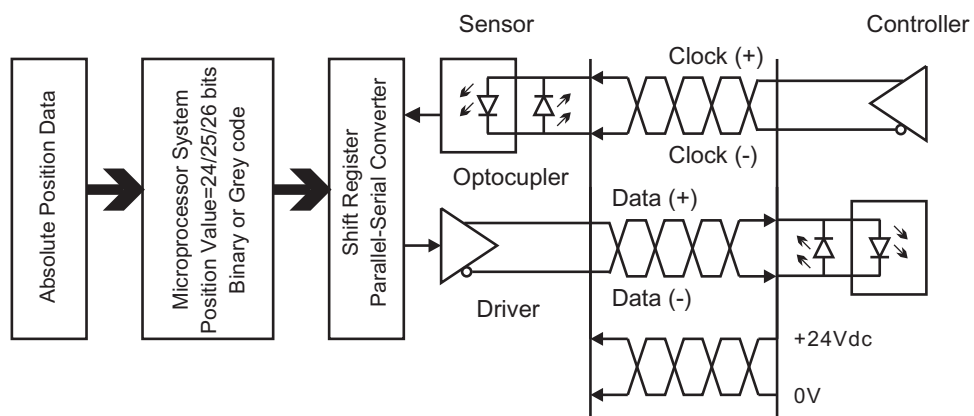 Sensor
Controller
Absolute Position Data
Microprocessor System
Position Value=24/25/26 bits
Binary or Grey code
Shift Register
Parallel-Serial Converter
Clock (+)
Clock (-)
Optocupler
Data (+)
Data (-)
Driver
+24Vdc
0V